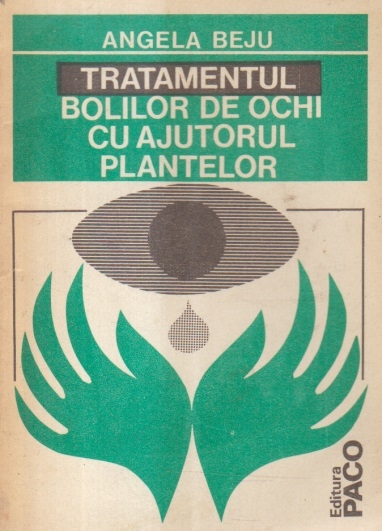 ANGELA BEJU
TRATAMENTUL
BOLILOR DE OCHI
CU AJUTORUL
PLANTELOR
Editura
PACO